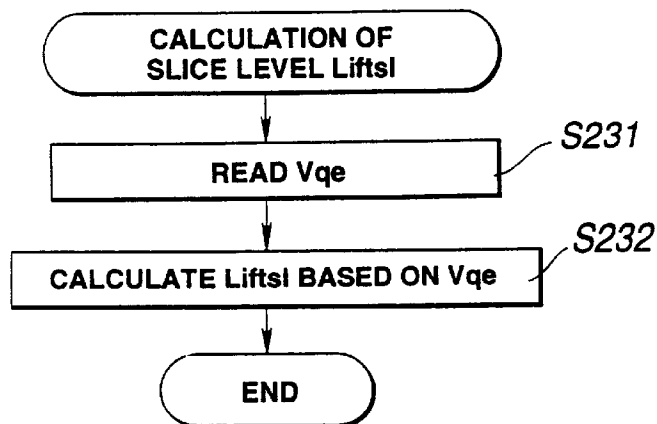 CALCULATION OF
SLICE LEVEL Liftsl
READ Vqe
S231
CALCULATE Liftsl BASED ON Vqe
S232
END